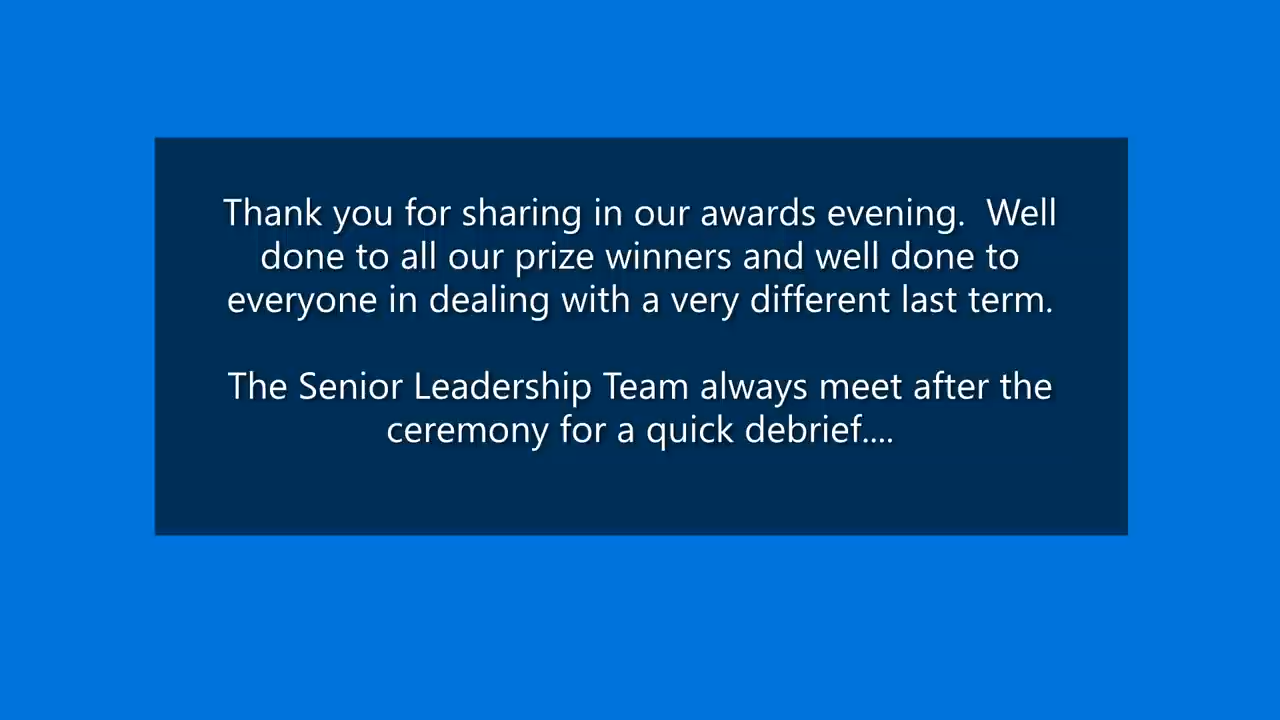 Thank you for sharing in our awards evening.  Well
done to all our prize winners and well done to
everyone in dealing with a very different last term.
The Senior Leadership Team always meet after the
ceremony for a quick debrief....